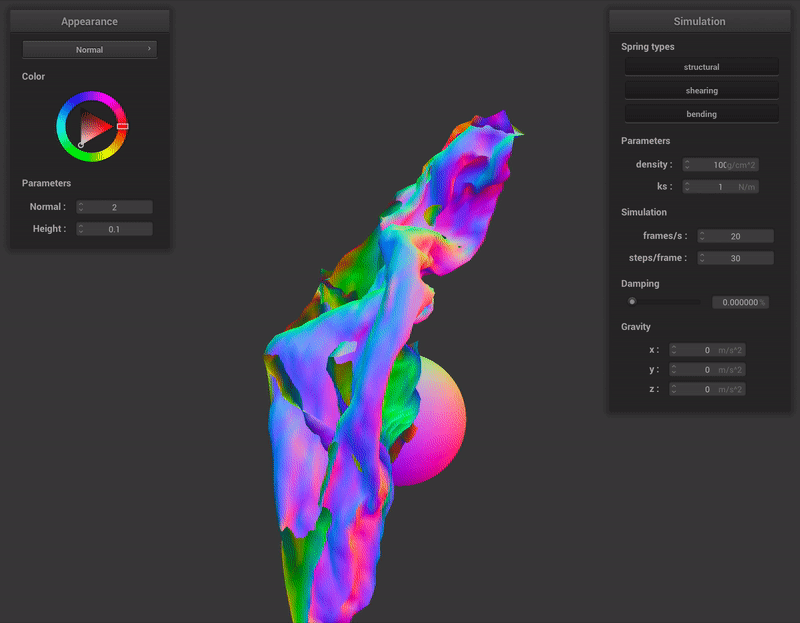 Appearance
Normal
Color
Parameters
Normal : 2
Height : 0.1
Simulation
Spring types
structural
shearing
bending
Parameters
density : 100 g/cm^2
ks : 1 N/m
Simulation
frames/s : 20
steps/frame : 30
Damping
0.000000 %
Gravity
x : 0 m/s^2
y : 0 m/s^2
z : 0 m/s^2